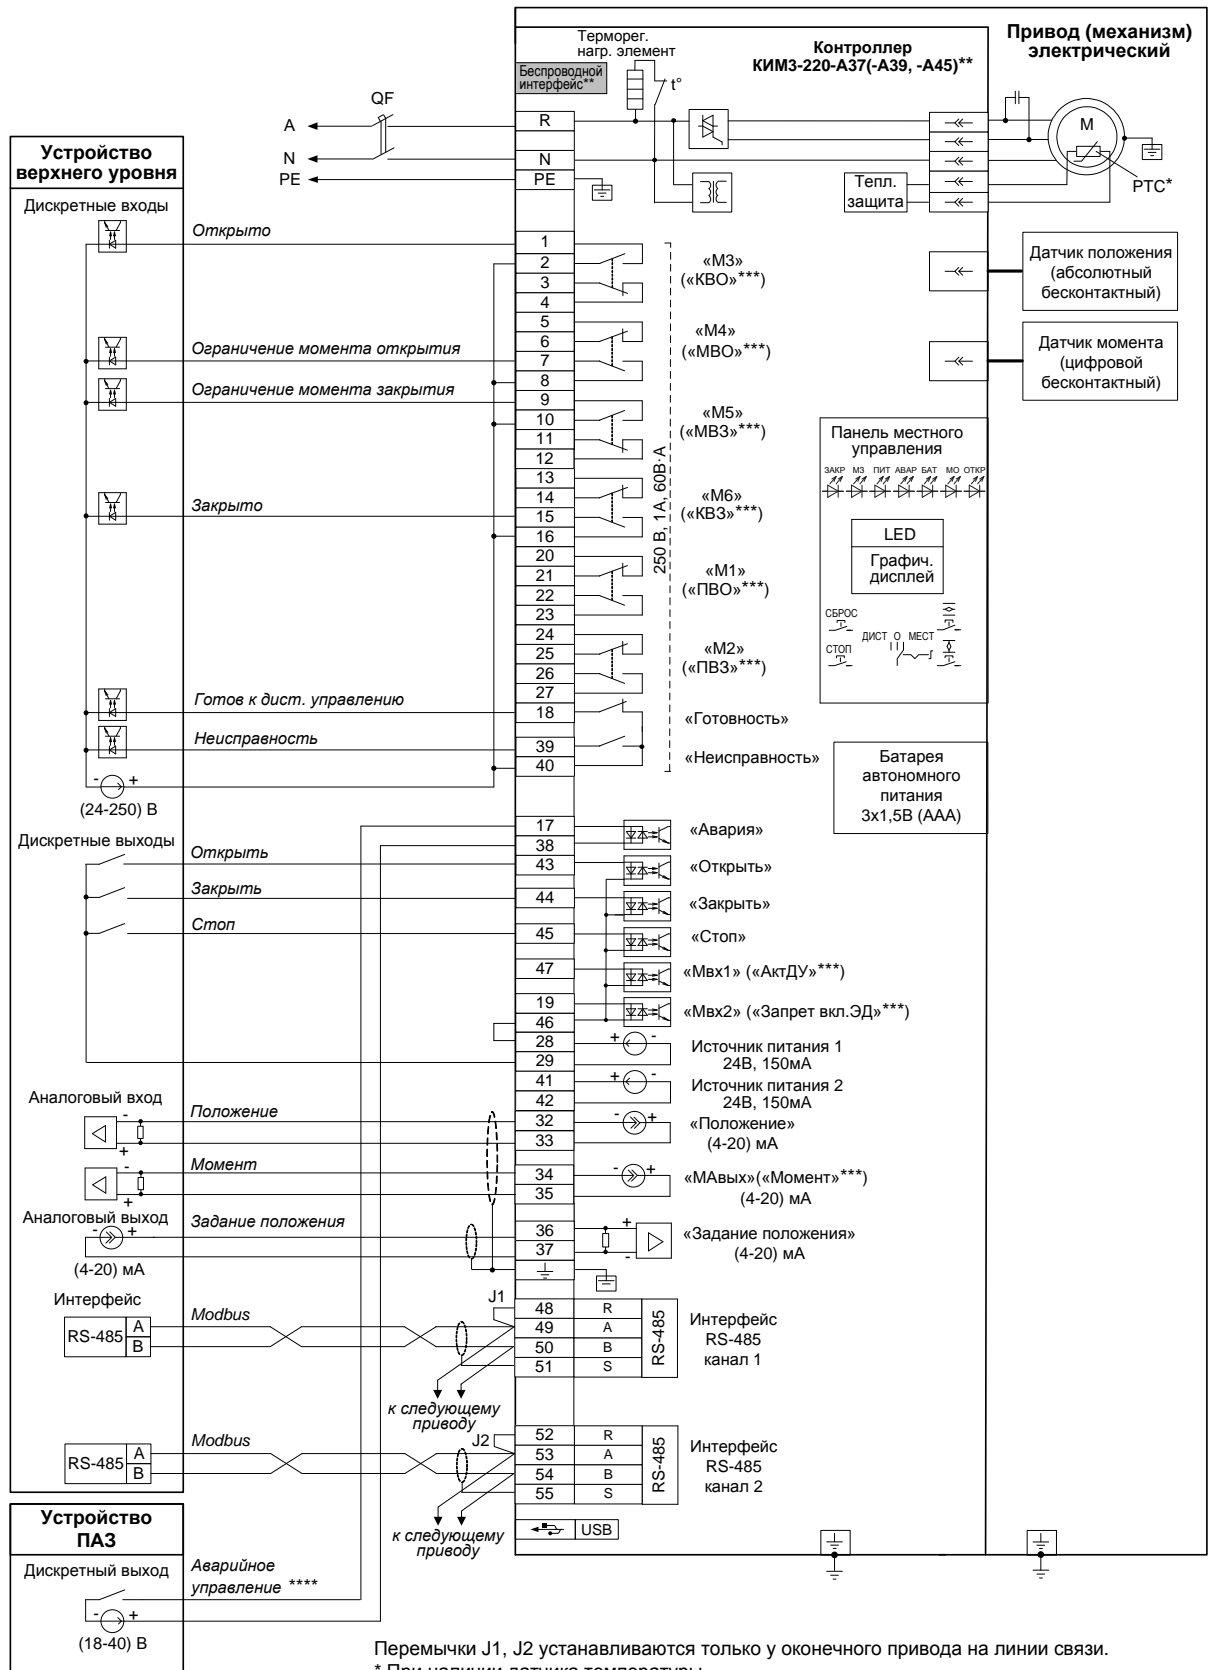 Привод (механизм)
электрический
Терморег.
нагр. элемент
Контроллер
КИМ3-220-А37(-А39, -А45)**
Беспроводной
интерфейс**
t°
QF
A
R
N
N
PE
PE
M
Тепл.
защита
PTC*
Устройство
верхнего уровня
Дискретные входы
Открыто
1
2
3
4
«М3»
(«КВО»***)
Датчик положения
(абсолютный
бесконтактный)
5
6
7
8
Ограничение момента открытия
«М4»
(«МВО»***)
Датчик момента
(цифровой
бесконтактный)
Ограничение момента закрытия
9
10
11
12
«М5»
(«МВЗ»***)
250 В, 1А, 60В·А
Панель местного
управления
ЗАКР МЗ ПИТ АВАР БАТ МО ОТКР
Закрыто
13
14
15
16
«М6»
(«КВЗ»***)
LED
Графич.
дисплей
20
21
22
23
«М1»
(«ПВО»***)
СБРОС
СТОП
ДИСТ О МЕСТ
24
25
26
27
«М2»
(«ПВЗ»***)
Готов к дист. управлению
18
«Готовность»
Неисправность
39
40
«Неисправность»
Батарея
автономного
питания
3х1,5В (ААА)
- +
(24-250) В
Дискретные выходы
17
38
«Авария»
Открыть
43
«Открыть»
Закрыть
44
«Закрыть»
Стоп
45
«Стоп»
47
«Мвх1» («АктДУ»***)
19
46
«Мвх2» («Запрет вкл.ЭД»***)
28
29
+ -
Источник питания 1
24В, 150мА
41
42
+ -
Источник питания 2
24В, 150мА
Аналоговый вход
-
+
Положение
32
33
- +
«Положение»
(4-20) мА
-
+
Момент
34
35
- +
«МАвых»(«Момент»***)
(4-20) мА
Аналоговый выход
- +
(4-20) мА
Задание положения
36
37
+
-
«Задание положения»
(4-20) мА
Интерфейс
RS-485
A
B
Modbus
J1
48 R
49 A
50 B
51 S
RS-485
Интерфейс
RS-485
канал 1
к следующему
приводу
RS-485
A
B
Modbus
J2
52 R
53 A
54 B
55 S
RS-485
Интерфейс
RS-485
канал 2
к следующему
приводу
USB
Устройство
ПАЗ
Дискретный выход
Аварийное
управление ****
- +
(18-40) В
Перемычки J1, J2 устанавливаются только у оконечного привода на линии связи.
* При наличии датчика температуры